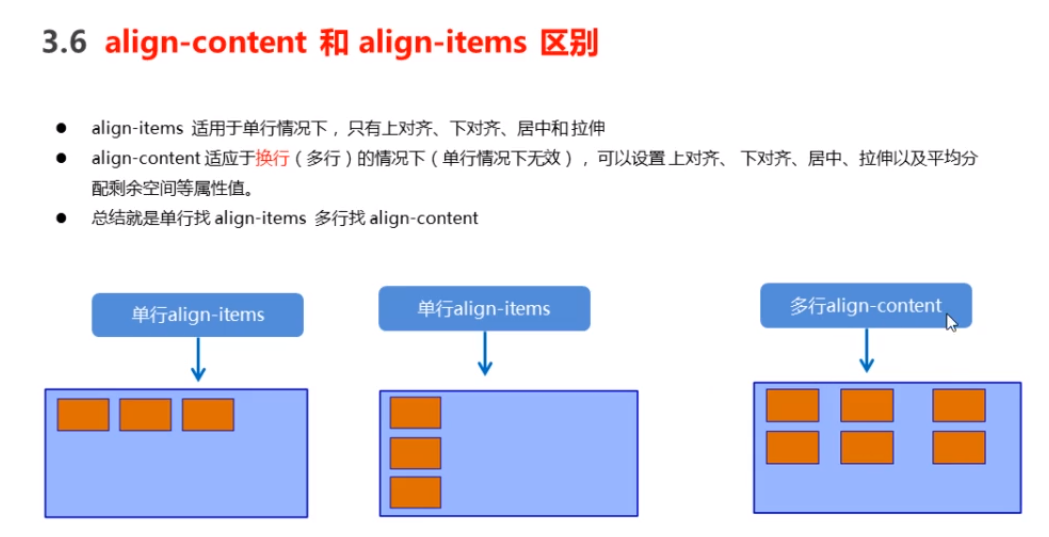 3.6 align-content 和 align-items 区别
● align-items 适用于单行情况下，只有上对齐、下对齐、居中和 拉伸
● align-content 适应于换行（多行）的情况下（单行情况下无效），可以设置 上对齐、 下对齐、居中、拉伸以及平均分
配剩余空间等属性值。
● 总结就是单行找 align-items 多行找 align-content
单行align-items
单行align-items
多行align-content